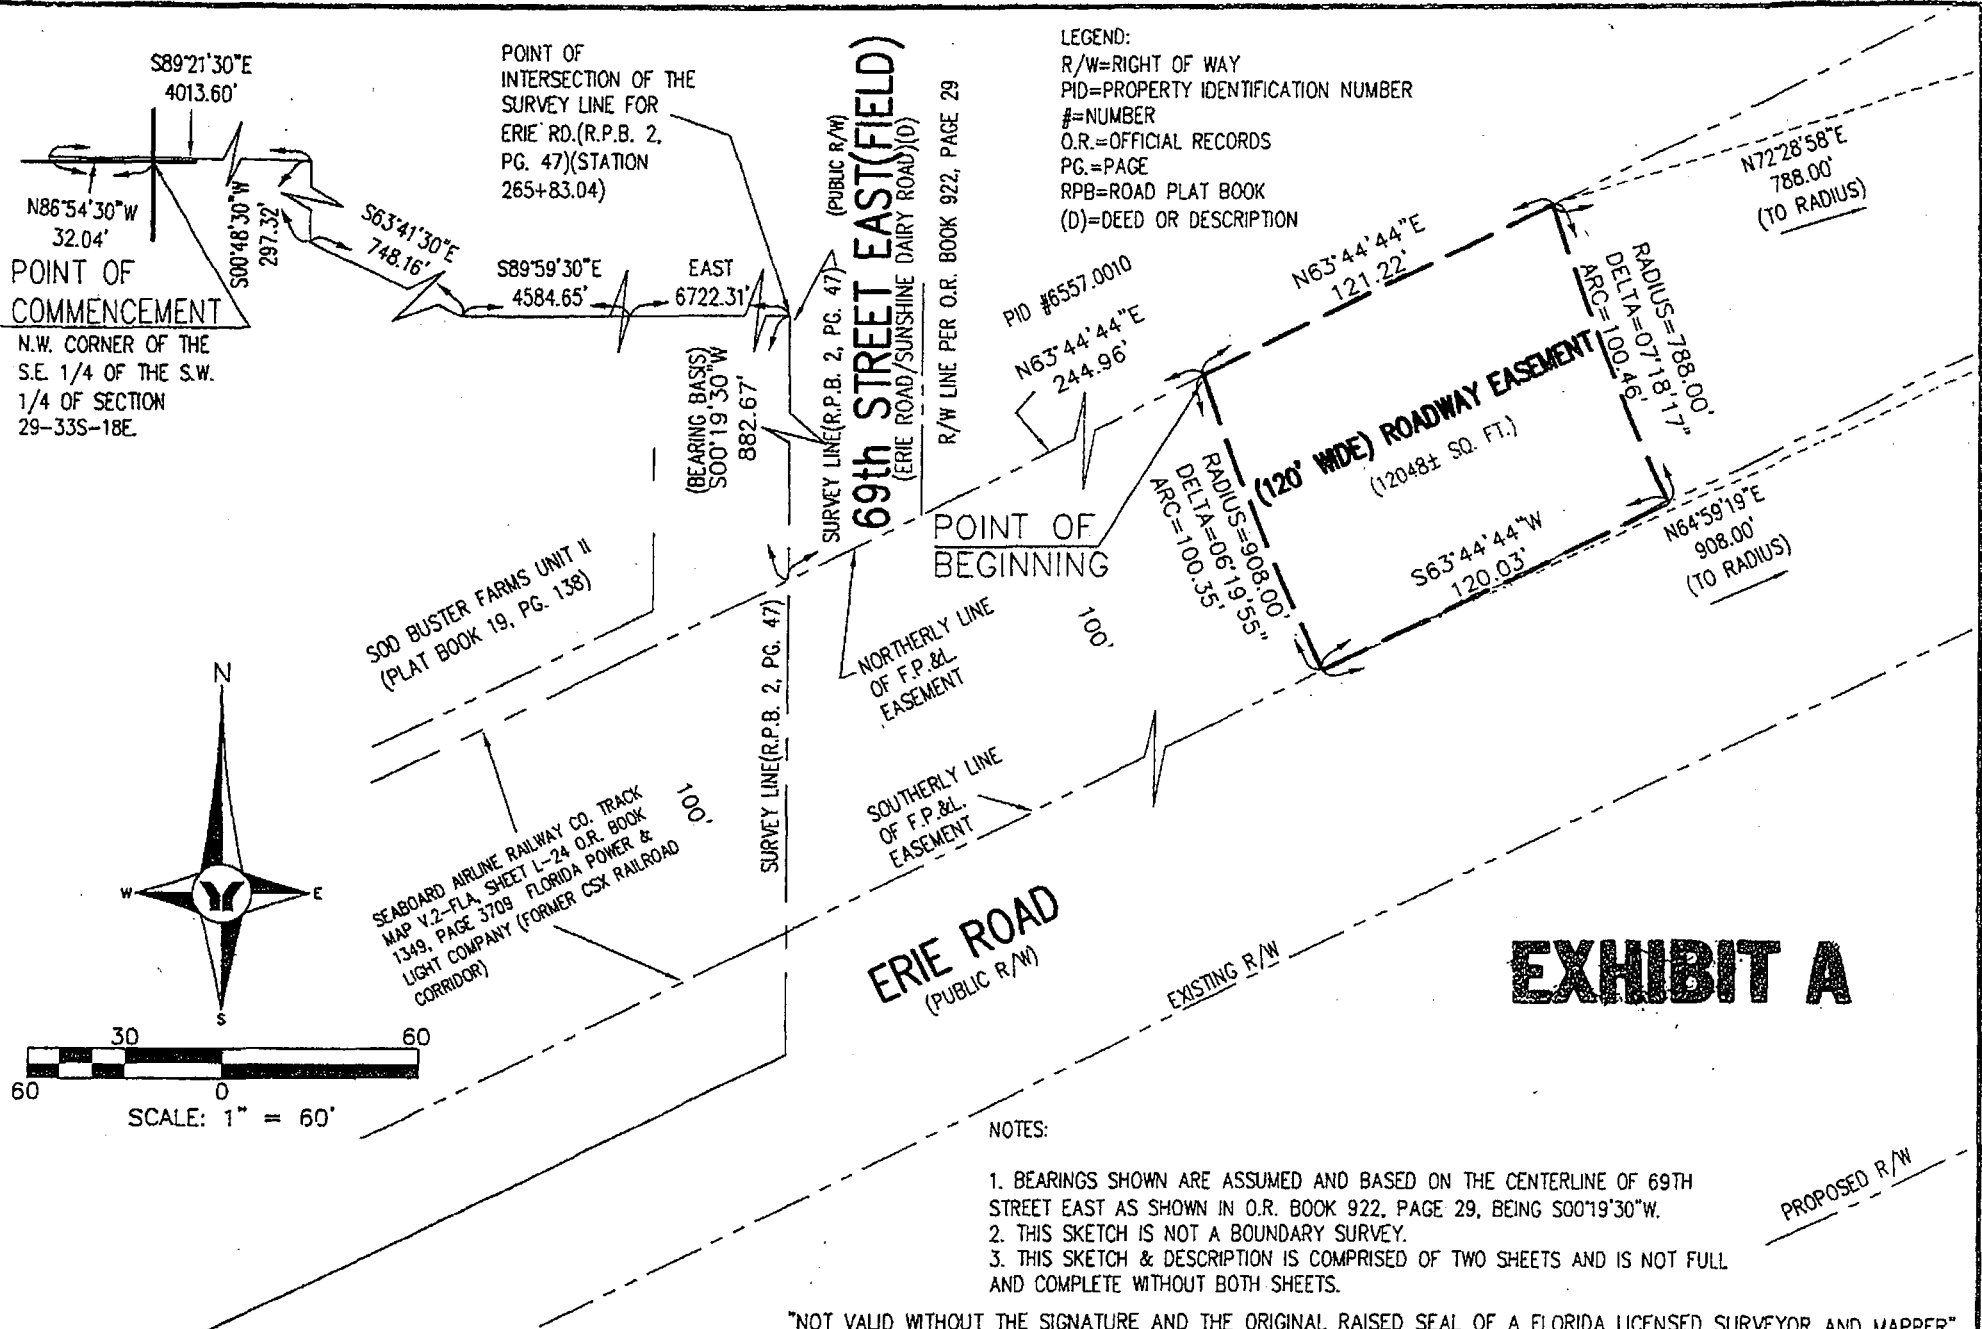 S89°21'30"E
4013.60'
N86°54'30"W
32.04'
POINT OF
COMMENCEMENT
N.W. CORNER OF THE
S.E. 1/4 OF THE S.W.
1/4 OF SECTION
29-33S-18E.
S00°48'30"W
297.32'
S63°41'30"E
748.16'
S89°59'30"E
4584.65'
EAST
6722.31'
POINT OF
INTERSECTION OF THE
SURVEY LINE FOR
ERIE RD.(R.P.B. 2,
PG. 47)(STATION
265+83.04)
(BEARING BASIS)
S00°19'30"W
882.67'
SURVEY LINE(R.P.B. 2, PG. 47)
(PUBLIC R/W)
69th STREET EAST(FIELD)
(ERIE ROAD/SUNSHINE DAIRY ROAD)(D)
R/W LINE PER O.R. BOOK 922, PAGE 29
LEGEND:
R/W=RIGHT OF WAY
PID=PROPERTY IDENTIFICATION NUMBER
#=NUMBER
O.R.=OFFICIAL RECORDS
PG.=PAGE
RPB=ROAD PLAT BOOK
(D)=DEED OR DESCRIPTION
PID #6557.0010
N63°44'44"E
244.96'
N63°44'44"E
121.22'
N72°28'58"E
788.00'
(TO RADIUS)
RADIUS=788.00'
DELTA=07°18'17"
ARC=100.46'
(120' WIDE) ROADWAY EASEMENT
(12048± SQ. FT.)
RADIUS=908.00'
DELTA=06°19'55"
ARC=100.35'
S63°44'44"W
120.03'
N64°59'19"E
908.00'
(TO RADIUS)
POINT OF
BEGINNING
SOD BUSTER FARMS UNIT II
(PLAT BOOK 19, PG. 138)
NORTHERLY LINE
OF F.P.&L.
EASEMENT
100'
SURVEY LINE(R.P.B. 2, PG. 47)
SOUTHERLY LINE
OF F.P.&L.
EASEMENT
100'
SEABOARD AIRLINE RAILWAY CO. TRACK
MAP V.2-FLA, SHEET L-24 O.R. BOOK
1349, PAGE 3709 FLORIDA POWER &
LIGHT COMPANY (FORMER CSX RAILROAD
CORRIDOR)
N
W
E
S
ERIE ROAD
(PUBLIC R/W)
EXISTING R/W
EXHIBIT A
30 60
60 0
SCALE: 1" = 60'
NOTES:
1. BEARINGS SHOWN ARE ASSUMED AND BASED ON THE CENTERLINE OF 69TH
STREET EAST AS SHOWN IN O.R. BOOK 922, PAGE 29, BEING S00°19'30"W.
2. THIS SKETCH IS NOT A BOUNDARY SURVEY.
3. THIS SKETCH & DESCRIPTION IS COMPRISED OF TWO SHEETS AND IS NOT FULL
AND COMPLETE WITHOUT BOTH SHEETS.
PROPOSED R/W
"NOT VALID WITHOUT THE SIGNATURE AND THE ORIGINAL RAISED SEAL OF A FLORIDA LICENSED SURVEYOR AND MAPPER"